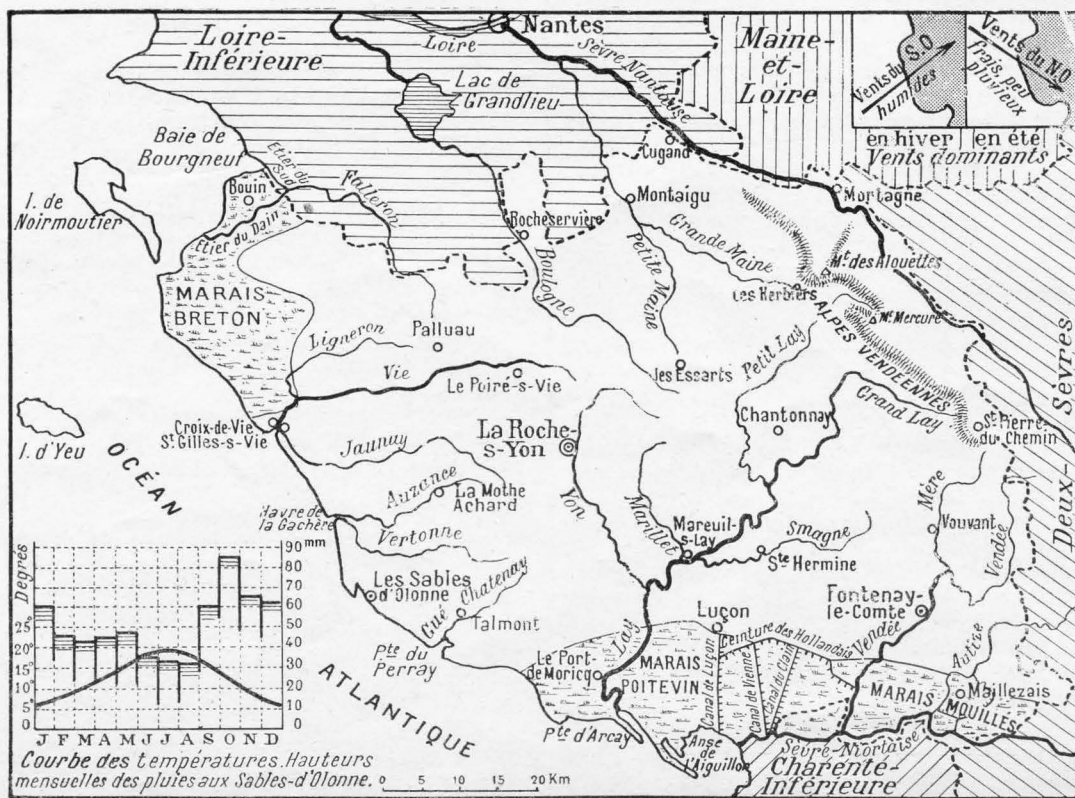 Nantes
Loire-
Inférieure
Loire
Sèvre Nantaise
Maine-
et-
Loire
Vents du S.O
humides
Vents du N.O
frais, peu
pluvieux
en hiver
en été
Vents dominants
Lac de
Grandlieu
Baie de
Bourgneuf
Cugand
Etier du
Sud
Falleron
Bouin
I. de
Noirmoutier
Etier du Dain
Rocheservière
Montaigu
Mortagne
Grande Maine
Mt des Alouettes
Boulogne
Petite Maine
Les Herbiers
Mt Mercure
ALPES VENDÉENNES
MARAIS
BRETON
Ligneron
Palluau
Vie
Le Poiré-s-Vie
les Essarts
Petit Lay
Deux-Sèvres
Croix-de-Vie
St Gilles-s-Vie
I. d'Yeu
OCÉAN
ATLANTIQUE
Jaunay
La Roche-
s-Yon
Chantonnay
Grand Lay
St Pierre-
du-Chemin
Auzance
La Mothe
Achard
Yon
Marillet
Mère
Vouvant
Vendée
Havre de
la Gachère
Vertonne
Mareuil-
s-Lay
Smagne
Ste Hermine
Les Sables
d'Olonne
Gué Chatenay
Talmont
Pte du
Perray
Luçon
Fontenay-
le-Comte
Ceinture des Hollandais
Vendée
Autize
Lay
Le Port-
de-Moricq
MARAIS
POITEVIN
Canal de Luçon
Canal de Vienne
Canal du Clain
MARAIS
MOUILLÉS
Maillezais
Pte d'Arcay
Anse de
l'Aiguillon
Sèvre-Niortaise
Charente-
Inférieure
Degrés
90 mm
80
70
60
50
40
30
20
10
0
25°
20°
15°
10°
5°
0
J F M A M J J A S O N D
Courbe des températures. Hauteurs
mensuelles des pluies aux Sables-d'Olonne.
0 10 15 20 Km